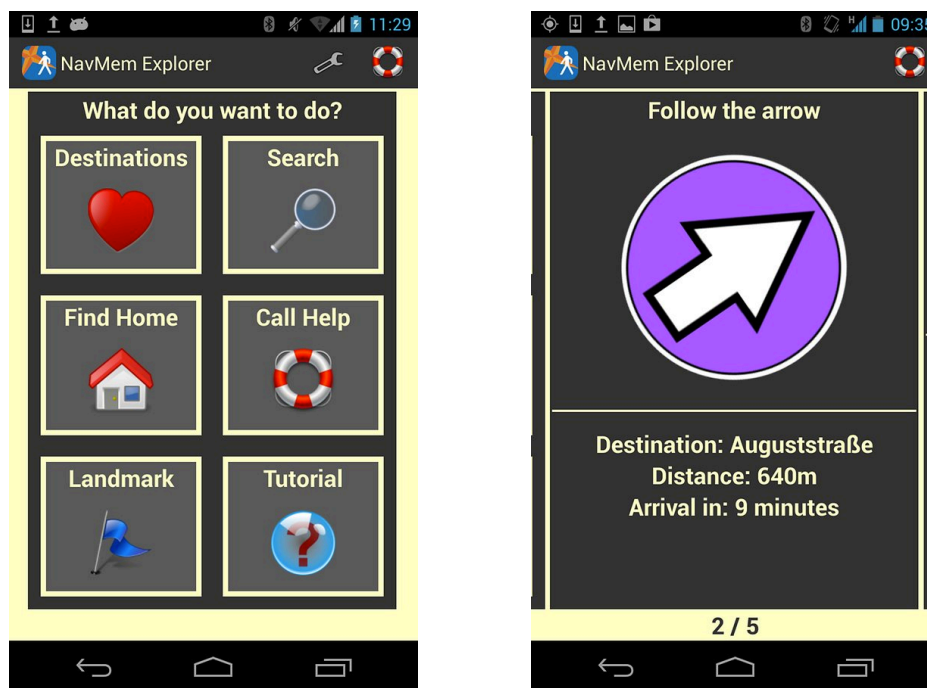 11:29
NavMem Explorer
What do you want to do?
Destinations
Search
Find Home
Call Help
Landmark
Tutorial
H
09:35
NavMem Explorer
Follow the arrow
Destination: Auguststraße
Distance: 640m
Arrival in: 9 minutes
2 / 5